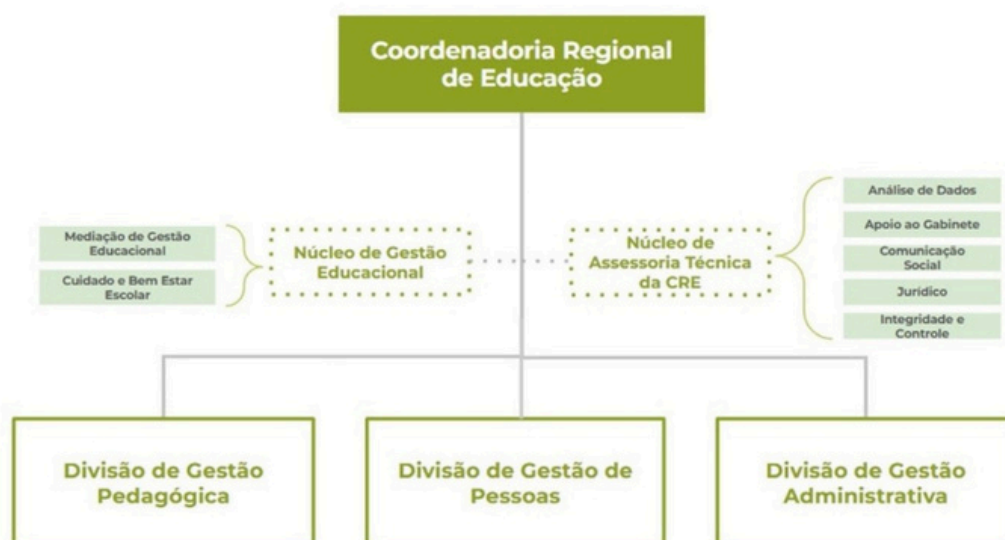 Coordenadoria Regional
de Educação
Mediação de Gestão
Educacional
Cuidado e Bem Estar
Escolar
Núcleo de Gestão
Educacional
Núcleo de
Assessoria Técnica
da CRE
Análise de Dados
Apoio ao Gabinete
Comunicação
Social
Jurídico
Integridade e
Controle
Divisão de Gestão
Pedagógica
Divisão de Gestão de
Pessoas
Divisão de Gestão
Administrativa